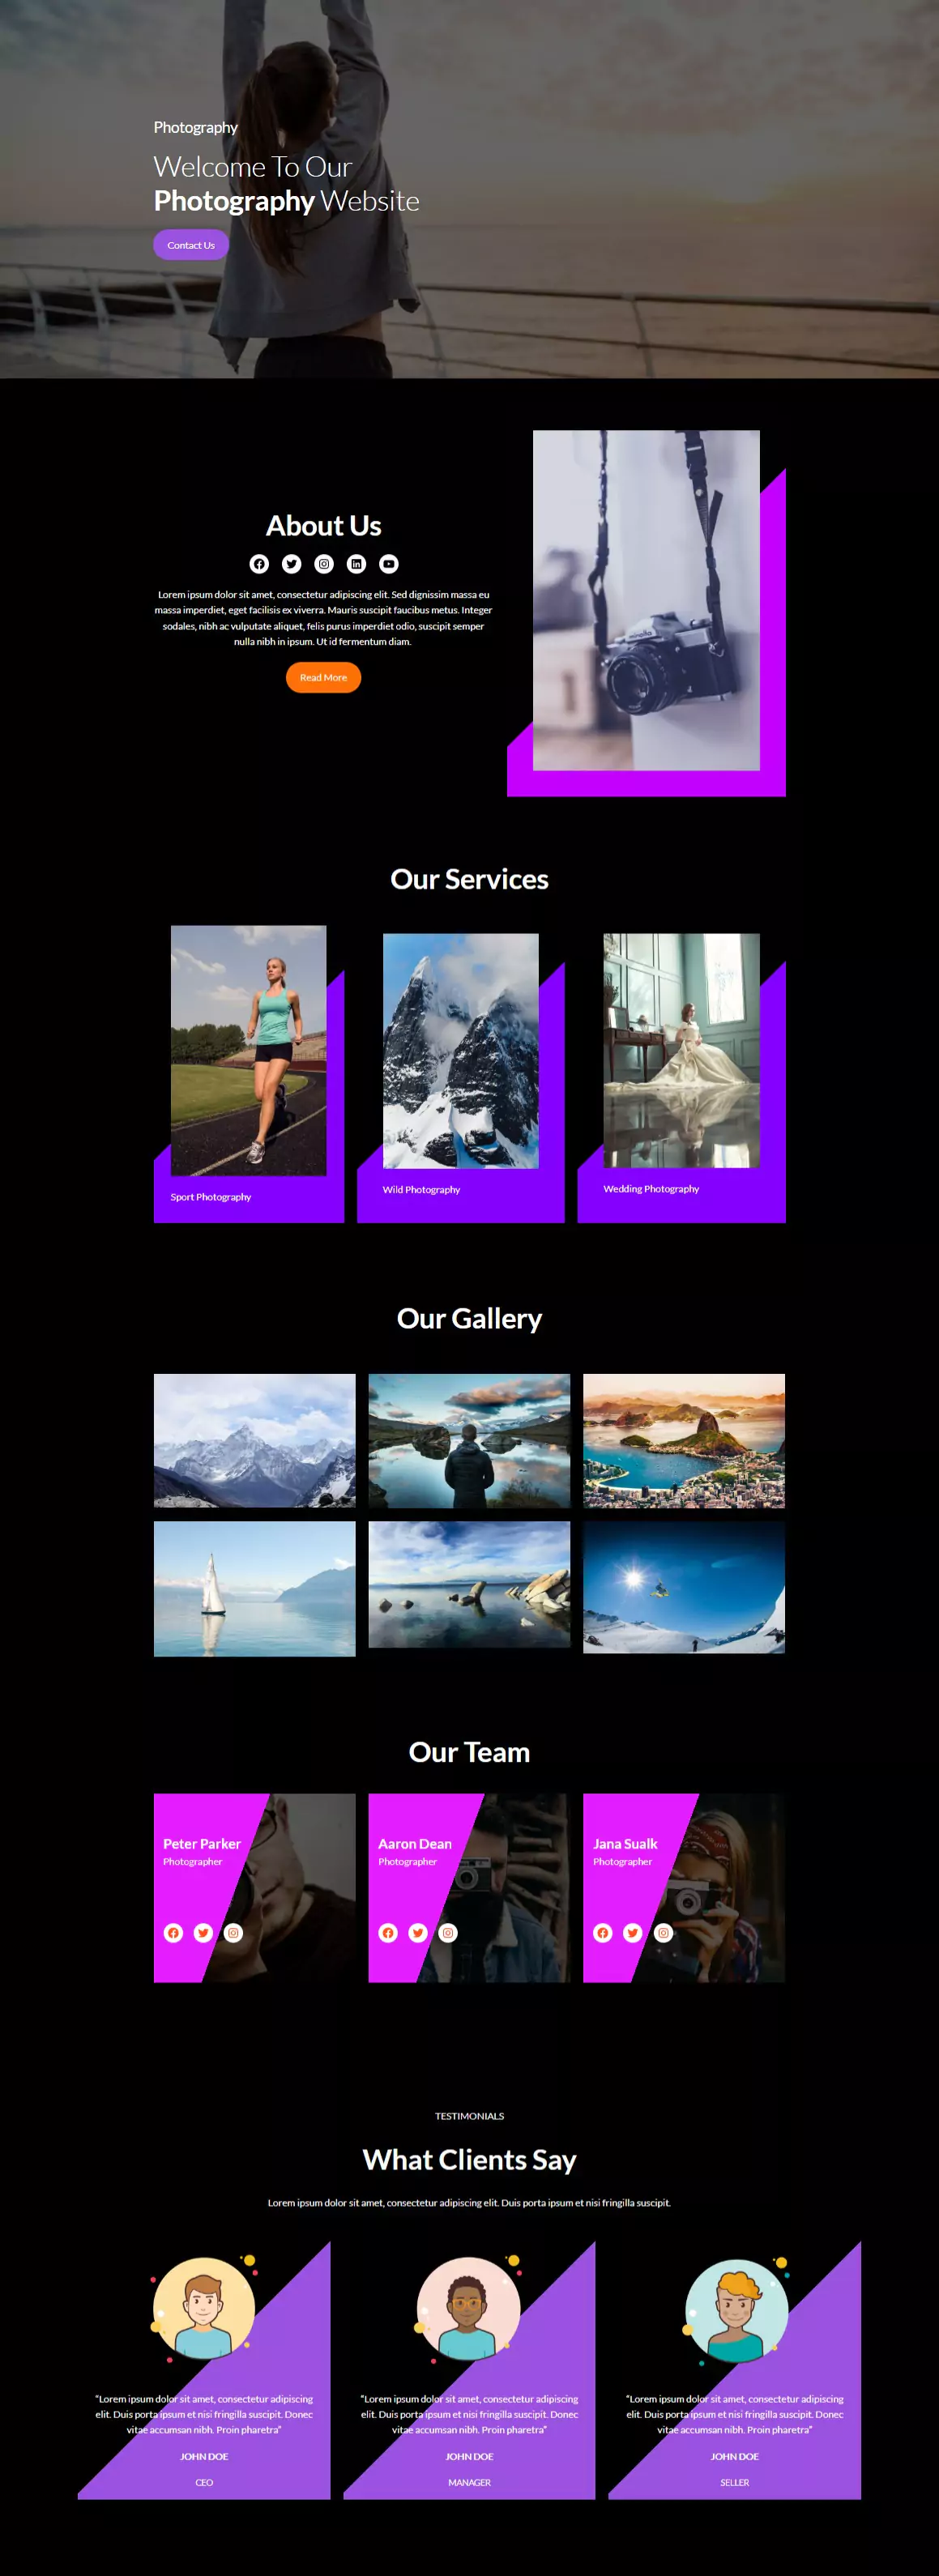 Photography
Welcome To Our
Photography Website
Contact Us
About Us
Lorem ipsum dolor sit amet, consectetur adipiscing elit. Sed dignissim massa eu
massa imperdiet, eget facilisis ex viverra. Mauris suscipit faucibus metus. Integer
sodales, nibh ac vulputate aliquet, felis purus imperdiet odio, suscipit semper
nulla nibh in ipsum. Ut id fermentum diam.
Read More
minolta
Our Services
Sport Photography
Wild Photography
Wedding Photography
Our Gallery
Our Team
Peter Parker
Photographer
Aaron Dean
Photographer
Jana Sualk
Photographer
TESTIMONIALS
What Clients Say
Lorem ipsum dolor sit amet, consectetur adipiscing elit. Duis porta ipsum et nisi fringilla suscipit.
“Lorem ipsum dolor sit amet, consectetur adipiscing
elit. Duis porta ipsum et nisi fringilla suscipit. Donec
vitae accumsan nibh. Proin pharetra”
JOHN DOE
CEO
“Lorem ipsum dolor sit amet, consectetur adipiscing
elit. Duis porta ipsum et nisi fringilla suscipit. Donec
vitae accumsan nibh. Proin pharetra”
JOHN DOE
MANAGER
“Lorem ipsum dolor sit amet, consectetur adipiscing
elit. Duis porta ipsum et nisi fringilla suscipit. Donec
vitae accumsan nibh. Proin pharetra”
JOHN DOE
SELLER